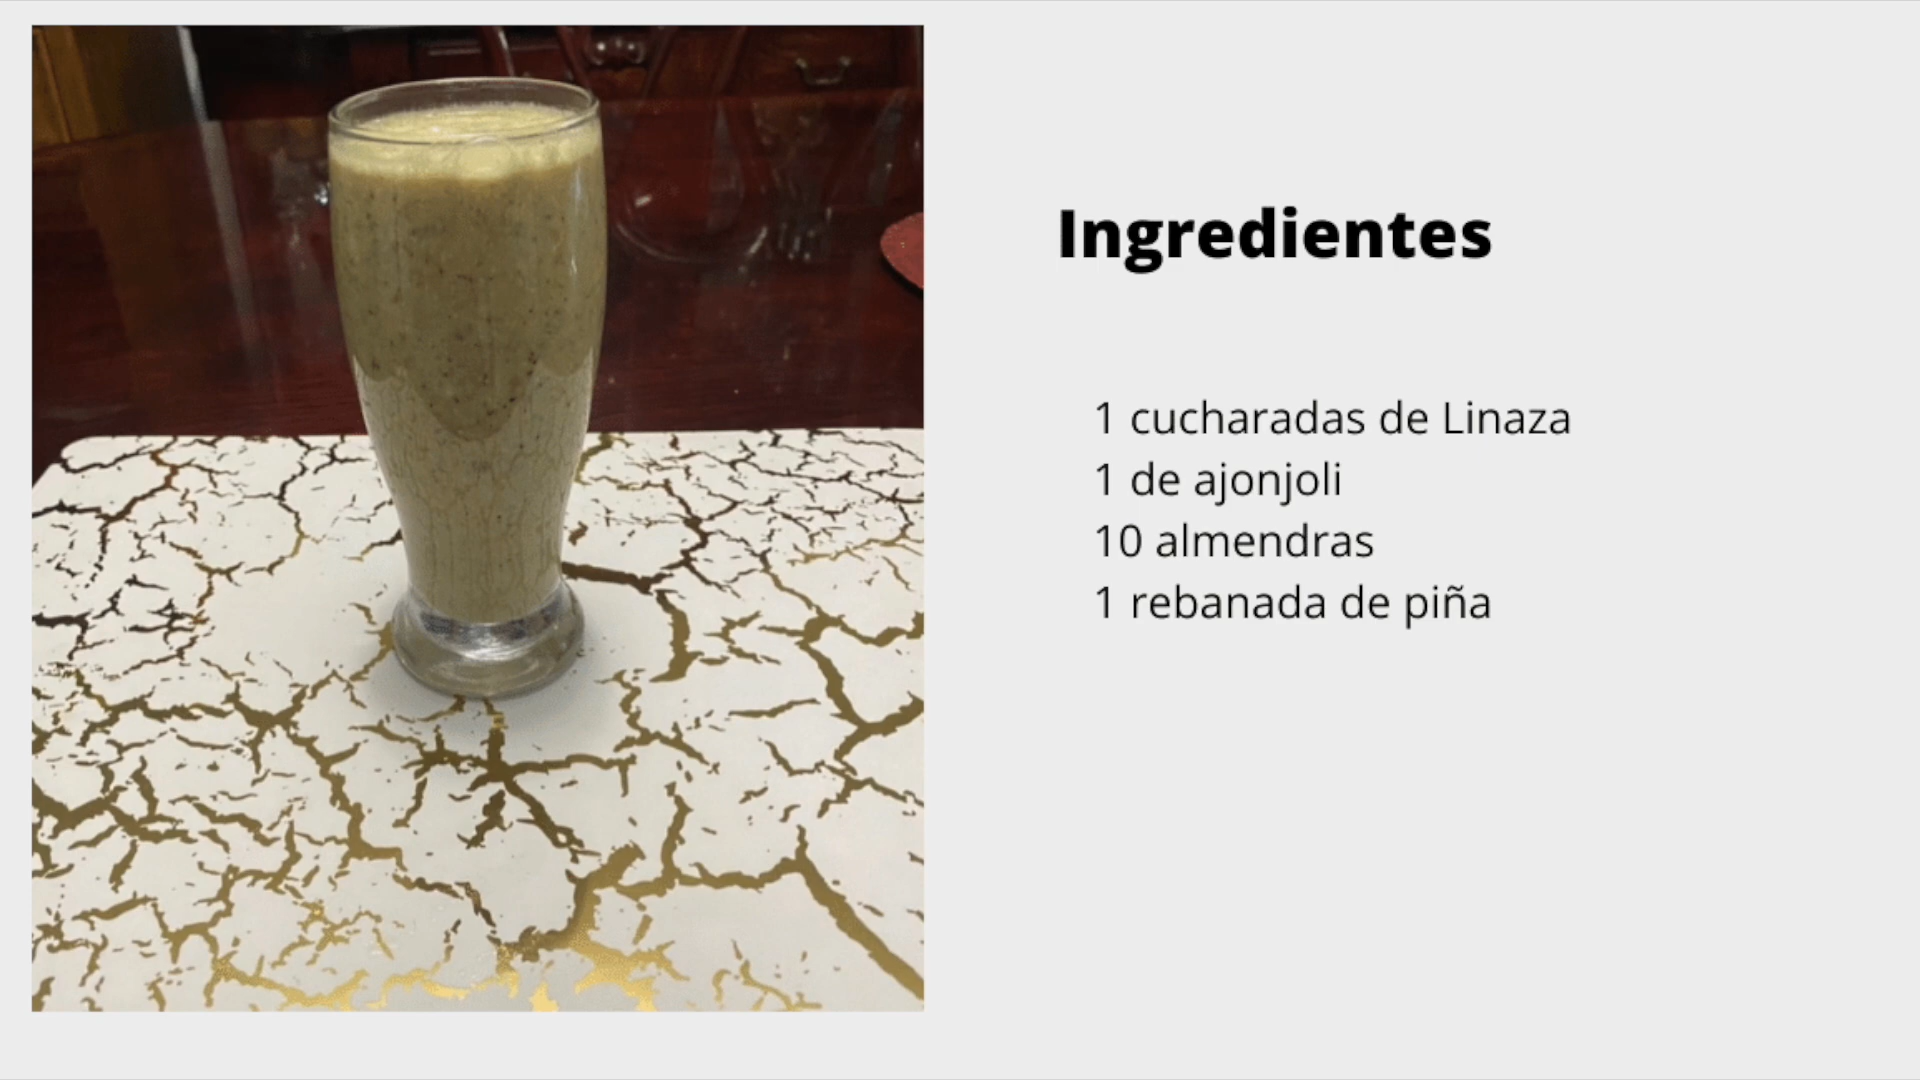 Ingredientes
1 cucharadas de Linaza
1 de ajonjoli
10 almendras
1 rebanada de piña